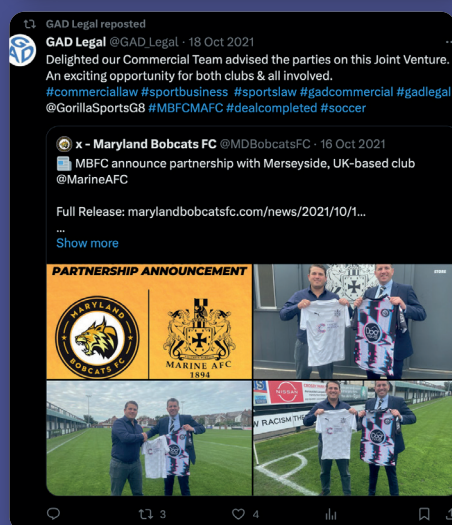 GAD Legal reposted
GAD Legal @GAD_Legal · 18 Oct 2021
Delighted our Commercial Team advised the parties on this Joint Venture.
An exciting opportunity for both clubs & all involved.
#commerciallaw #sportbusiness #sportslaw #gadcommercial #gadlegal
@GorillaSportsG8 #MBFCMAFC #dealcompleted #soccer
x - Maryland Bobcats FC @MDBobcatsFC · 16 Oct 2021
MBFC announce partnership with Merseyside, UK-based club
@MarineAFC
Full Release: marylandbobcatsfc.com/news/2021/10/1…
...
Show more
PARTNERSHIP ANNOUNCEMENT
MARYLAND
BOBCATS FC
MARINE AFC
1894
NISSAN
W RACISM THE
3
4